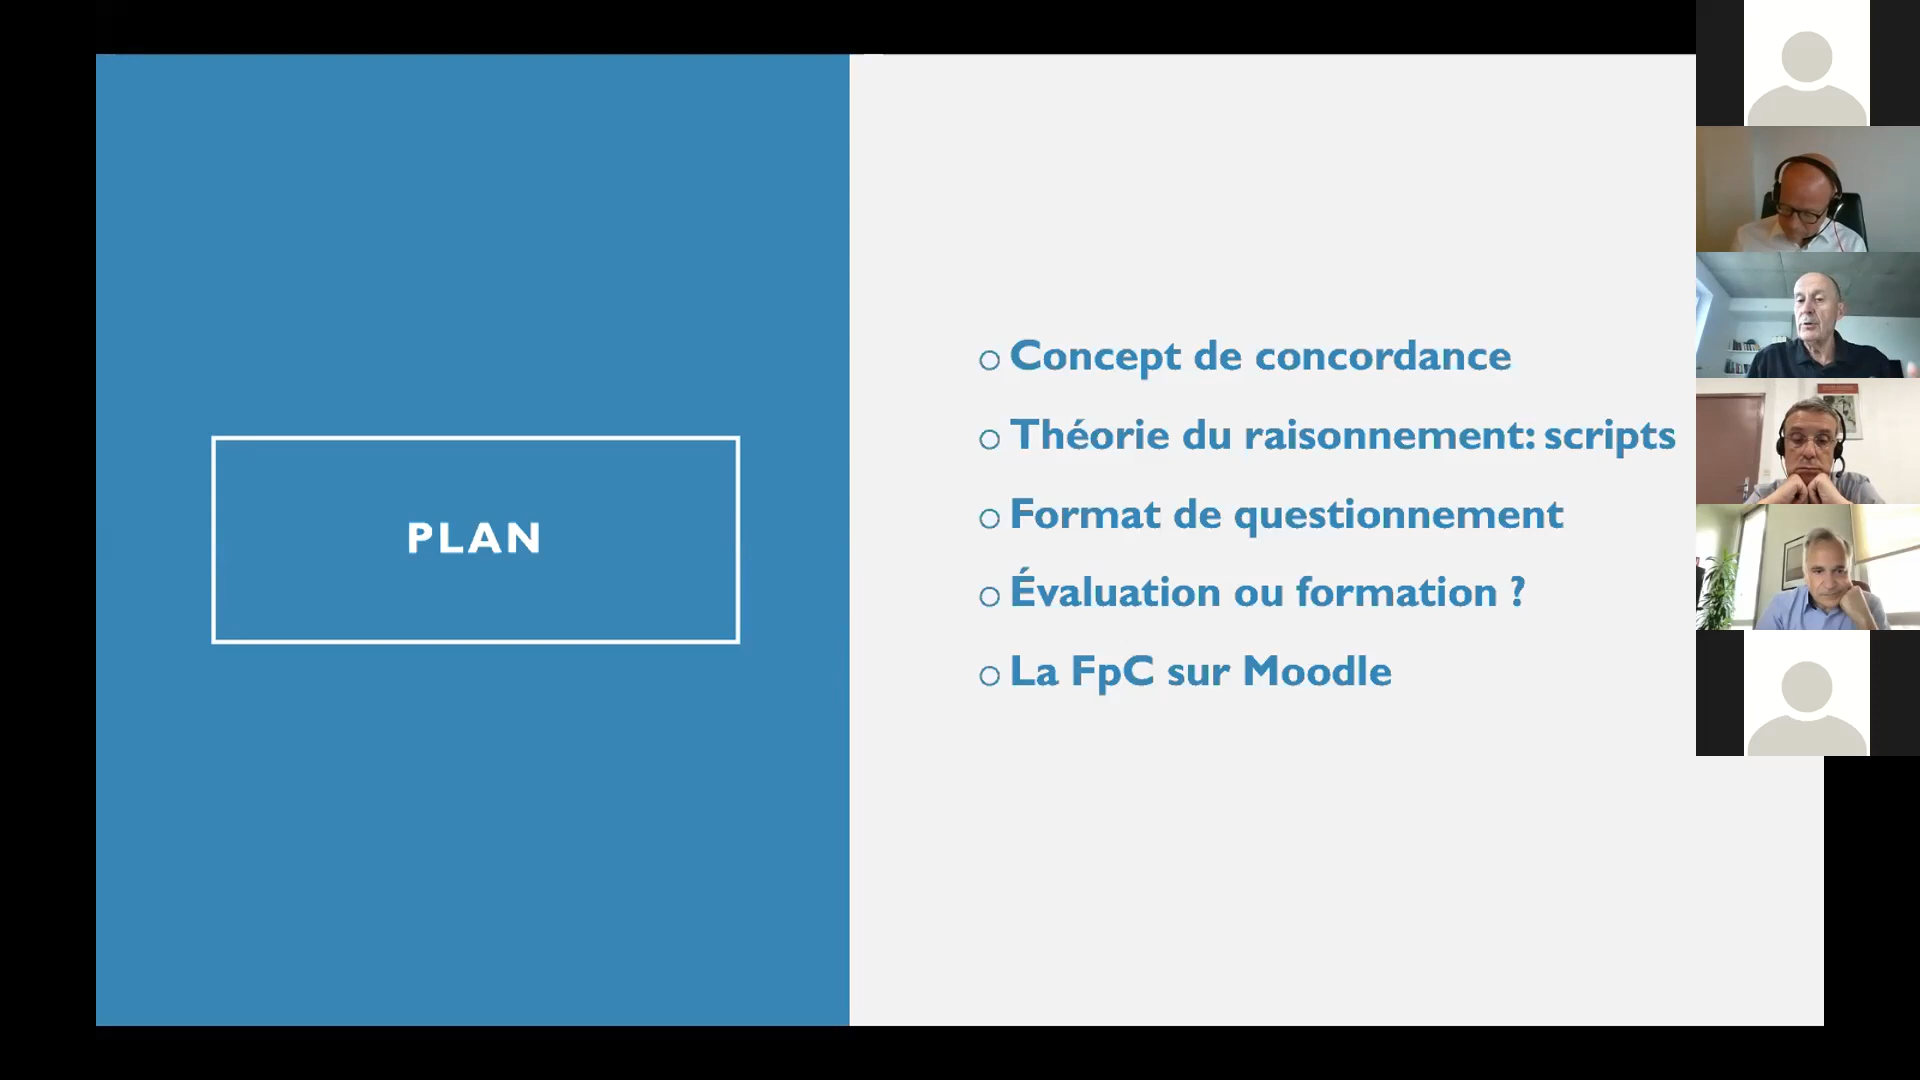 PLAN
Concept de concordance
Théorie du raisonnement: scripts
Format de questionnement
Évaluation ou formation ?
La FpC sur Moodle